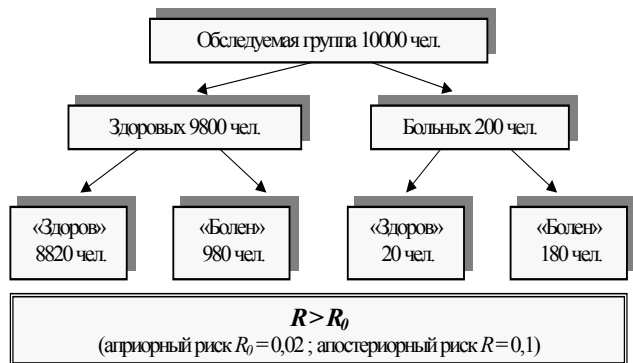 Обследуемая группа 10000 чел.
Здоровых 9800 чел.
Больных 200 чел.
«Здоров»
8820 чел.
«Болен»
980 чел.
«Здоров»
20 чел.
«Болен»
180 чел.
R > R₀
(априорный риск R₀ = 0,02 ; апостериорный риск R = 0,1)